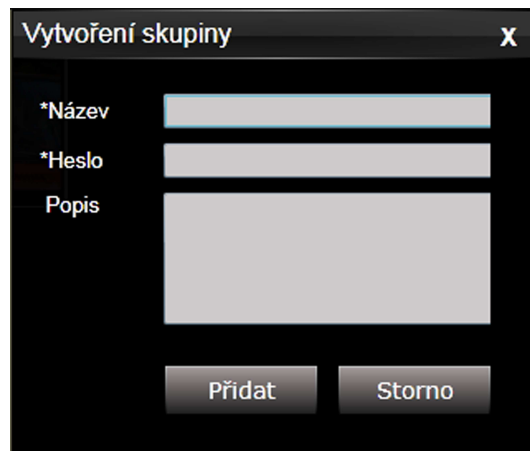 Vytvoření skupiny X
*Název
*Heslo
Popis
Přidat Storno